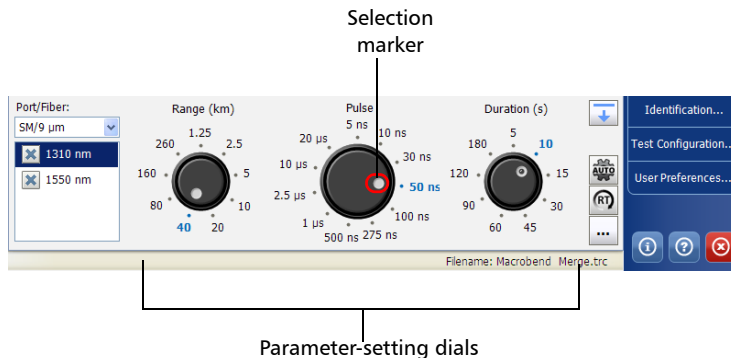 Selection
marker
Port/Fiber:
SM/9 µm
1310 nm
1550 nm
Range (km)
1.25
2.5
5
10
20
40
80
160
260
Pulse
5 ns
10 ns
30 ns
50 ns
100 ns
275 ns
500 ns
1 µs
2.5 µs
10 µs
20 µs
Duration (s)
5
10
15
30
45
60
90
120
180
AUTO
RT
...
Identification...
Test Configuration...
User Preferences...
Filename: Macrobend Merge.trc
Parameter-setting dials